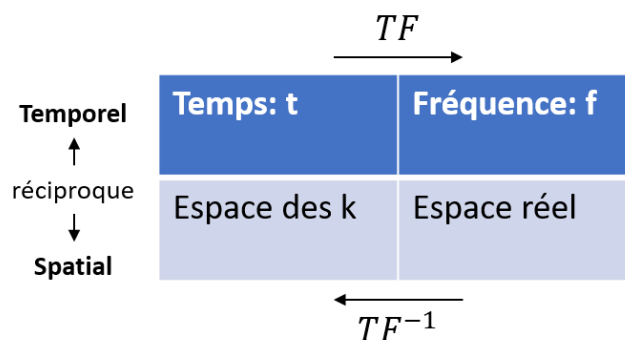 TF
Temporel
réciproque
Spatial
Temps: t
Fréquence: f
Espace des k
Espace réel
TF⁻¹